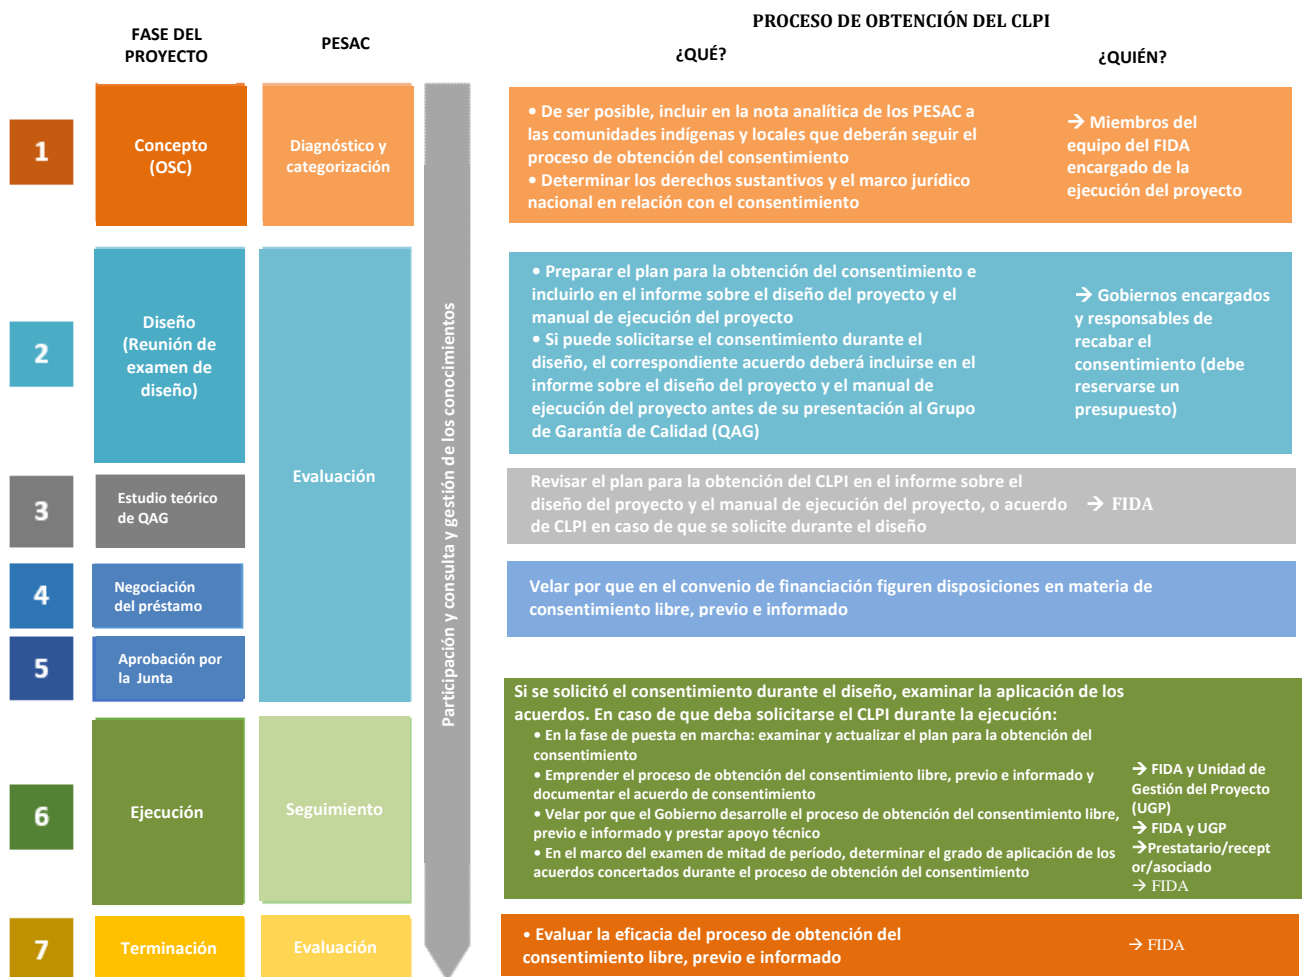 PROCESO DE OBTENCIÓN DEL CLPI
FASE DEL
PROYECTO
PESAC
¿QUÉ?
¿QUIÉN?
1
Concepto
(OSC)
Diagnóstico y
categorización
• De ser posible, incluir en la nota analítica de los PESAC a
las comunidades indígenas y locales que deberán seguir el
proceso de obtención del consentimiento
• Determinar los derechos sustantivos y el marco jurídico
nacional en relación con el consentimiento
→ Miembros del
equipo del FIDA
encargado de la
ejecución del proyecto
2
Diseño
(Reunión de
examen de
diseño)
Evaluación
• Preparar el plan para la obtención del consentimiento e
incluirlo en el informe sobre el diseño del proyecto y el
manual de ejecución del proyecto
• Si puede solicitarse el consentimiento durante el
diseño, el correspondiente acuerdo deberá incluirse en el
informe sobre el diseño del proyecto y el manual de
ejecución del proyecto antes de su presentación al Grupo
de Garantía de Calidad (QAG)
→ Gobiernos encargados
y responsables de
recabar el
consentimiento (debe
reservarse un
presupuesto)
Participación y consulta y gestión de los conocimientos
3
Estudio teórico
de QAG
Revisar el plan para la obtención del CLPI en el informe sobre el
diseño del proyecto y el manual de ejecución del proyecto, o acuerdo
de CLPI en caso de que se solicite durante el diseño
→ FIDA
4
Negociación
del préstamo
Velar por que en el convenio de financiación figuren disposiciones en materia de
consentimiento libre, previo e informado
5
Aprobación por
la Junta
6
Ejecución
Seguimiento
Si se solicitó el consentimiento durante el diseño, examinar la aplicación de los
acuerdos. En caso de que deba solicitarse el CLPI durante la ejecución:
• En la fase de puesta en marcha: examinar y actualizar el plan para la obtención del
consentimiento
• Emprender el proceso de obtención del consentimiento libre, previo e informado y
documentar el acuerdo de consentimiento
• Velar por que el Gobierno desarrolle el proceso de obtención del consentimiento libre,
previo e informado y prestar apoyo técnico
• En el marco del examen de mitad de período, determinar el grado de aplicación de los
acuerdos concertados durante el proceso de obtención del consentimiento
→ FIDA y Unidad de
Gestión del Proyecto
(UGP)
→ FIDA y UGP
→Prestatario/recept
or/asociado
→ FIDA
7
Terminación
Evaluación
• Evaluar la eficacia del proceso de obtención del
consentimiento libre, previo e informado
→ FIDA